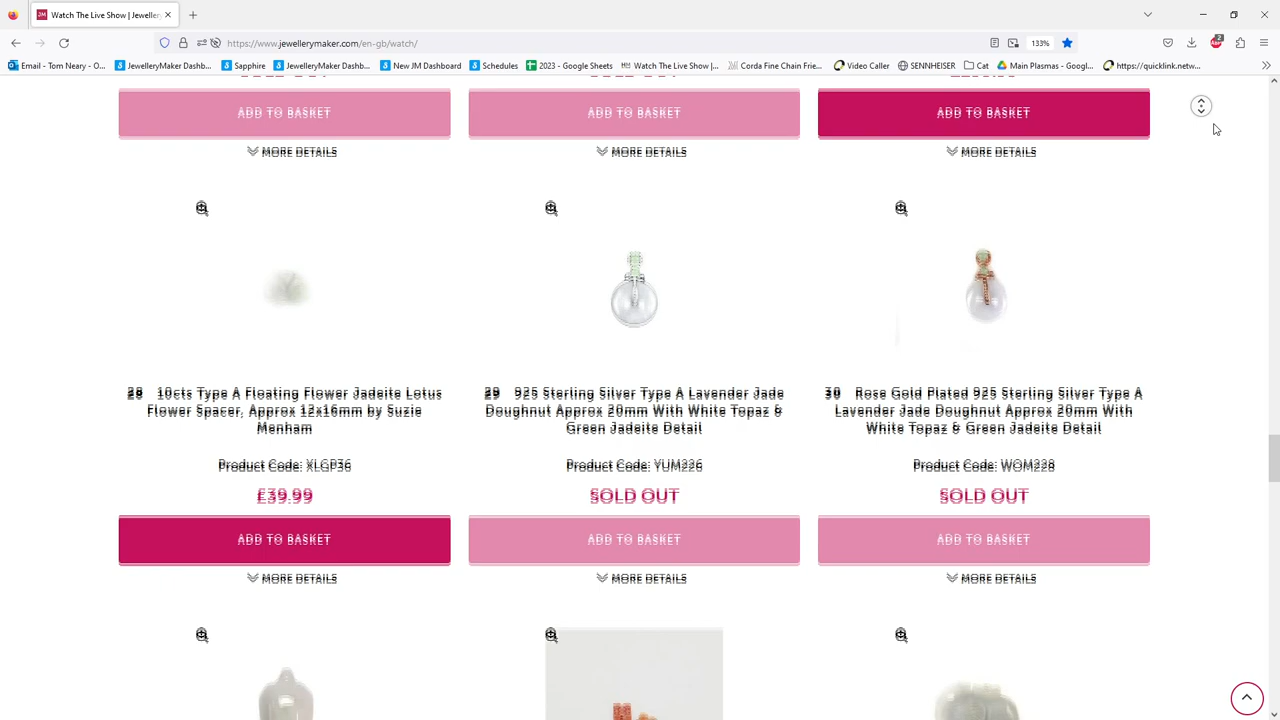 Watch The Live Show | Jeweller
https://www.jewellerymaker.com/en-gb/watch/
133%
2
Email - Tom Neary - O...
JewelleryMaker Dashb...
Sapphire
JewelleryMaker Dashb...
New JM Dashboard
Schedules
2023 - Google Sheets
Watch The Live Show |...
Corda Fine Chain Frie...
Video Caller
SENNHEISER
Cat
Main Plasmas - Googl...
https://quicklink.netw...
ADD TO BASKET
ADD TO BASKET
ADD TO BASKET
MORE DETAILS
MORE DETAILS
MORE DETAILS
28 10cts Type A Floating Flower Jadeite Lotus
Flower Spacer, Approx 12x16mm by Suzie
Menham
Product Code: XLGP36
£39.99
ADD TO BASKET
MORE DETAILS
29 925 Sterling Silver Type A Lavender Jade
Doughnut Approx 20mm With White Topaz &
Green Jadeite Detail
Product Code: YUM226
SOLD OUT
ADD TO BASKET
MORE DETAILS
30 Rose Gold Plated 925 Sterling Silver Type A
Lavender Jade Doughnut Approx 20mm With
White Topaz & Green Jadeite Detail
Product Code: WOM228
SOLD OUT
ADD TO BASKET
MORE DETAILS